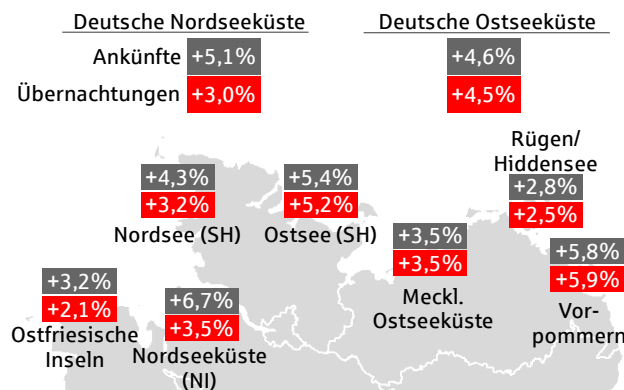 Deutsche Nordseeküste
Deutsche Ostseeküste
Ankünfte +5,1% +4,6%
Übernachtungen +3,0% +4,5%
Rügen/
Hiddensee
+2,8%
+2,5%
+4,3%
+3,2%
Nordsee (SH)
+5,4%
+5,2%
Ostsee (SH)
+3,5%
+3,5%
Meckl.
Ostseeküste
+5,8%
+5,9%
Vor-
pommern
+3,2%
+2,1%
Ostfriesische
Inseln
+6,7%
+3,5%
Nordseeküste
(NI)